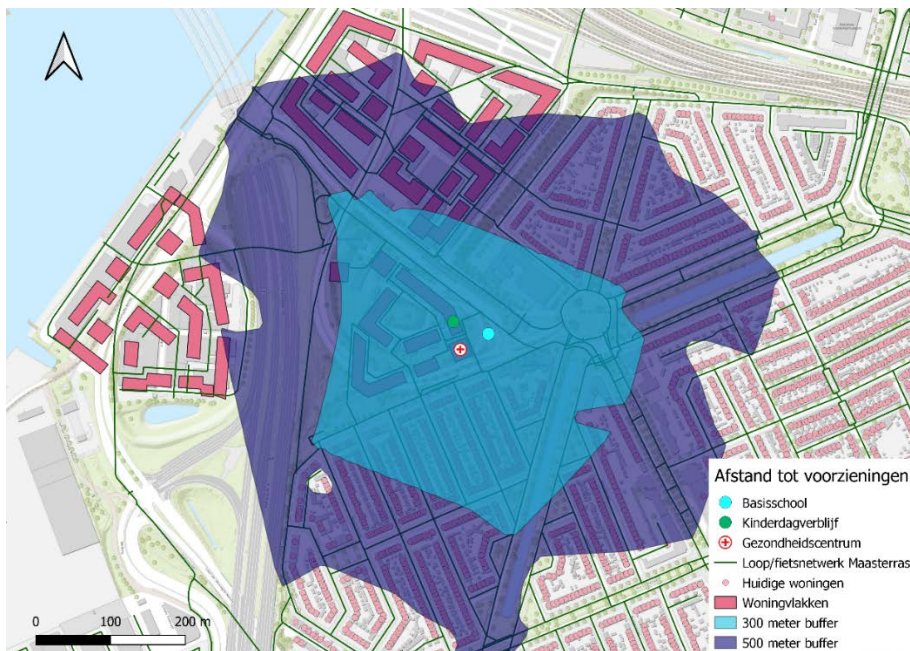 Afstand tot voorzieningen
Basisschool
Kinderdagverblijf
Gezondheidscentrum
Loop/fietsnetwerk Maasterras
Huidige woningen
Woningvlakken
300 meter buffer
500 meter buffer
0 100 200 m